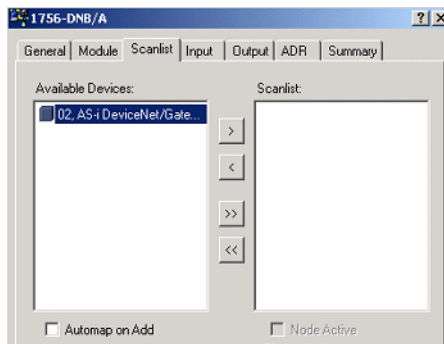 1756-DNB/A
General Module Scanlist Input Output ADR Summary
Available Devices: Scanlist:
02, AS-i DeviceNet/Gate...
>
<
>>
<<
Automap on Add Node Active